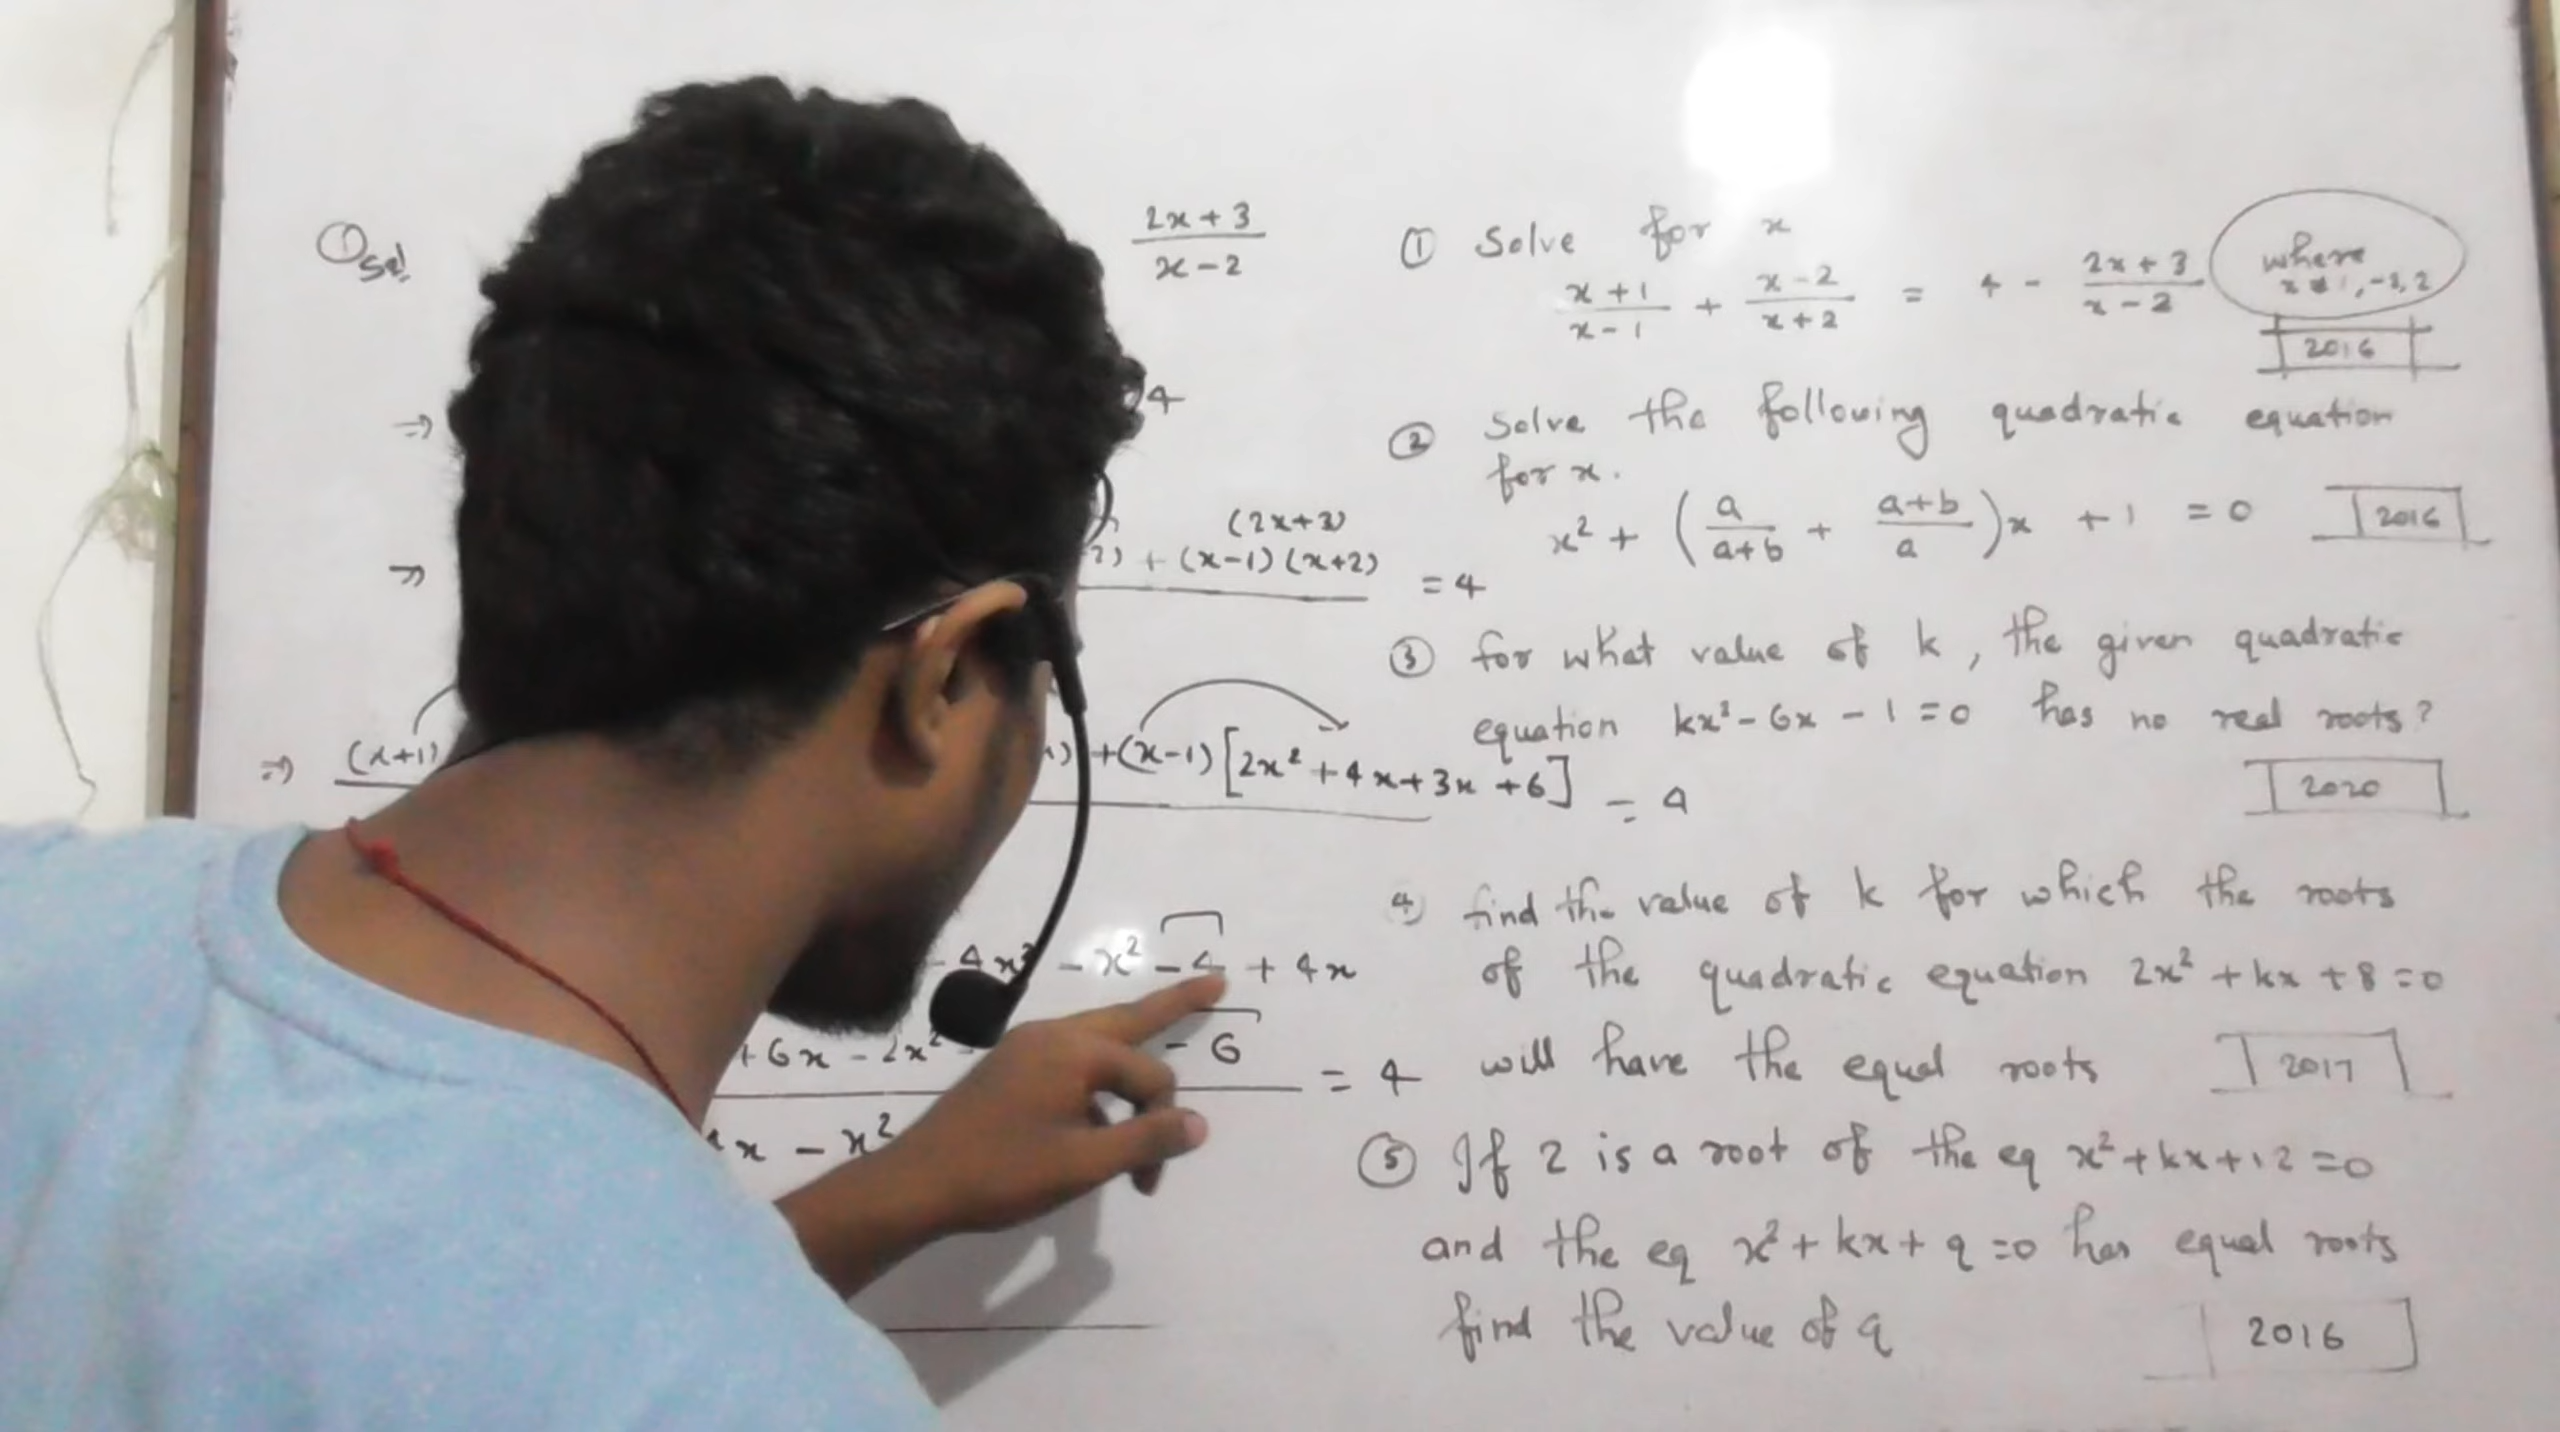 ① Sol.
2x+3
x-2
⇒ 4
⇒ 2) + (x-1)(x+2) (2x+3) = 4
⇒ (x+1) 1) +(x-1)[2x² + 4x + 3x + 6] = 4
- 4x² - x² - 4 + 4x
+ 6x - 2x² - 6 = 4
x - x²
① Solve for x
x+1/x-1 + x-2/x+2 = 4 - 2x+3/x-2 where
2016
② Solve the following quadratic equation
for x.
x² + (a/a+b + a+b/a)x + 1 = 0 2016
③ for what value of k, the given quadratic
equation kx² - 6x - 1 = 0 has no real roots?
2020
4) find the value of k for which the roots
of the quadratic equation 2x² + kx + 8 = 0
will have the equal roots 2017
⑤ If 2 is a root of the eq x² + kx + 12 = 0
and the eq x² + kx + q = 0 has equal roots
find the value of q 2016